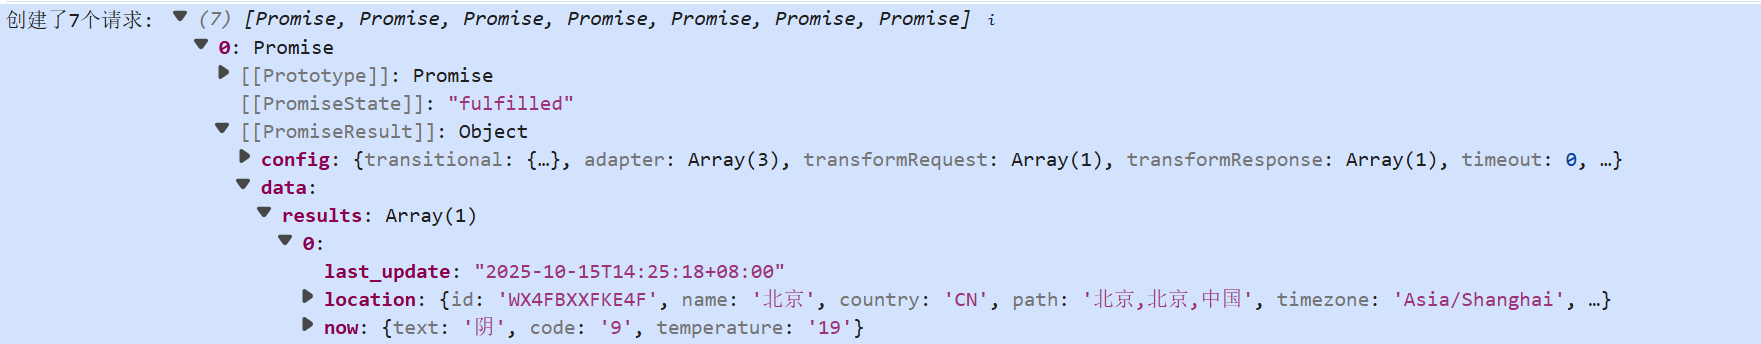 创建了7个请求: ▼ (7) [Promise, Promise, Promise, Promise, Promise, Promise, Promise] i
▼ 0: Promise
▶ [[Prototype]]: Promise
[[PromiseState]]: "fulfilled"
▼ [[PromiseResult]]: Object
▶ config: {transitional: {…}, adapter: Array(3), transformRequest: Array(1), transformResponse: Array(1), timeout: 0, …}
▼ data:
▼ results: Array(1)
▼ 0:
last_update: "2025-10-15T14:25:18+08:00"
▶ location: {id: 'WX4FBXXFKE4F', name: '北京', country: 'CN', path: '北京,北京,中国', timezone: 'Asia/Shanghai', …}
▶ now: {text: '阴', code: '9', temperature: '19'}